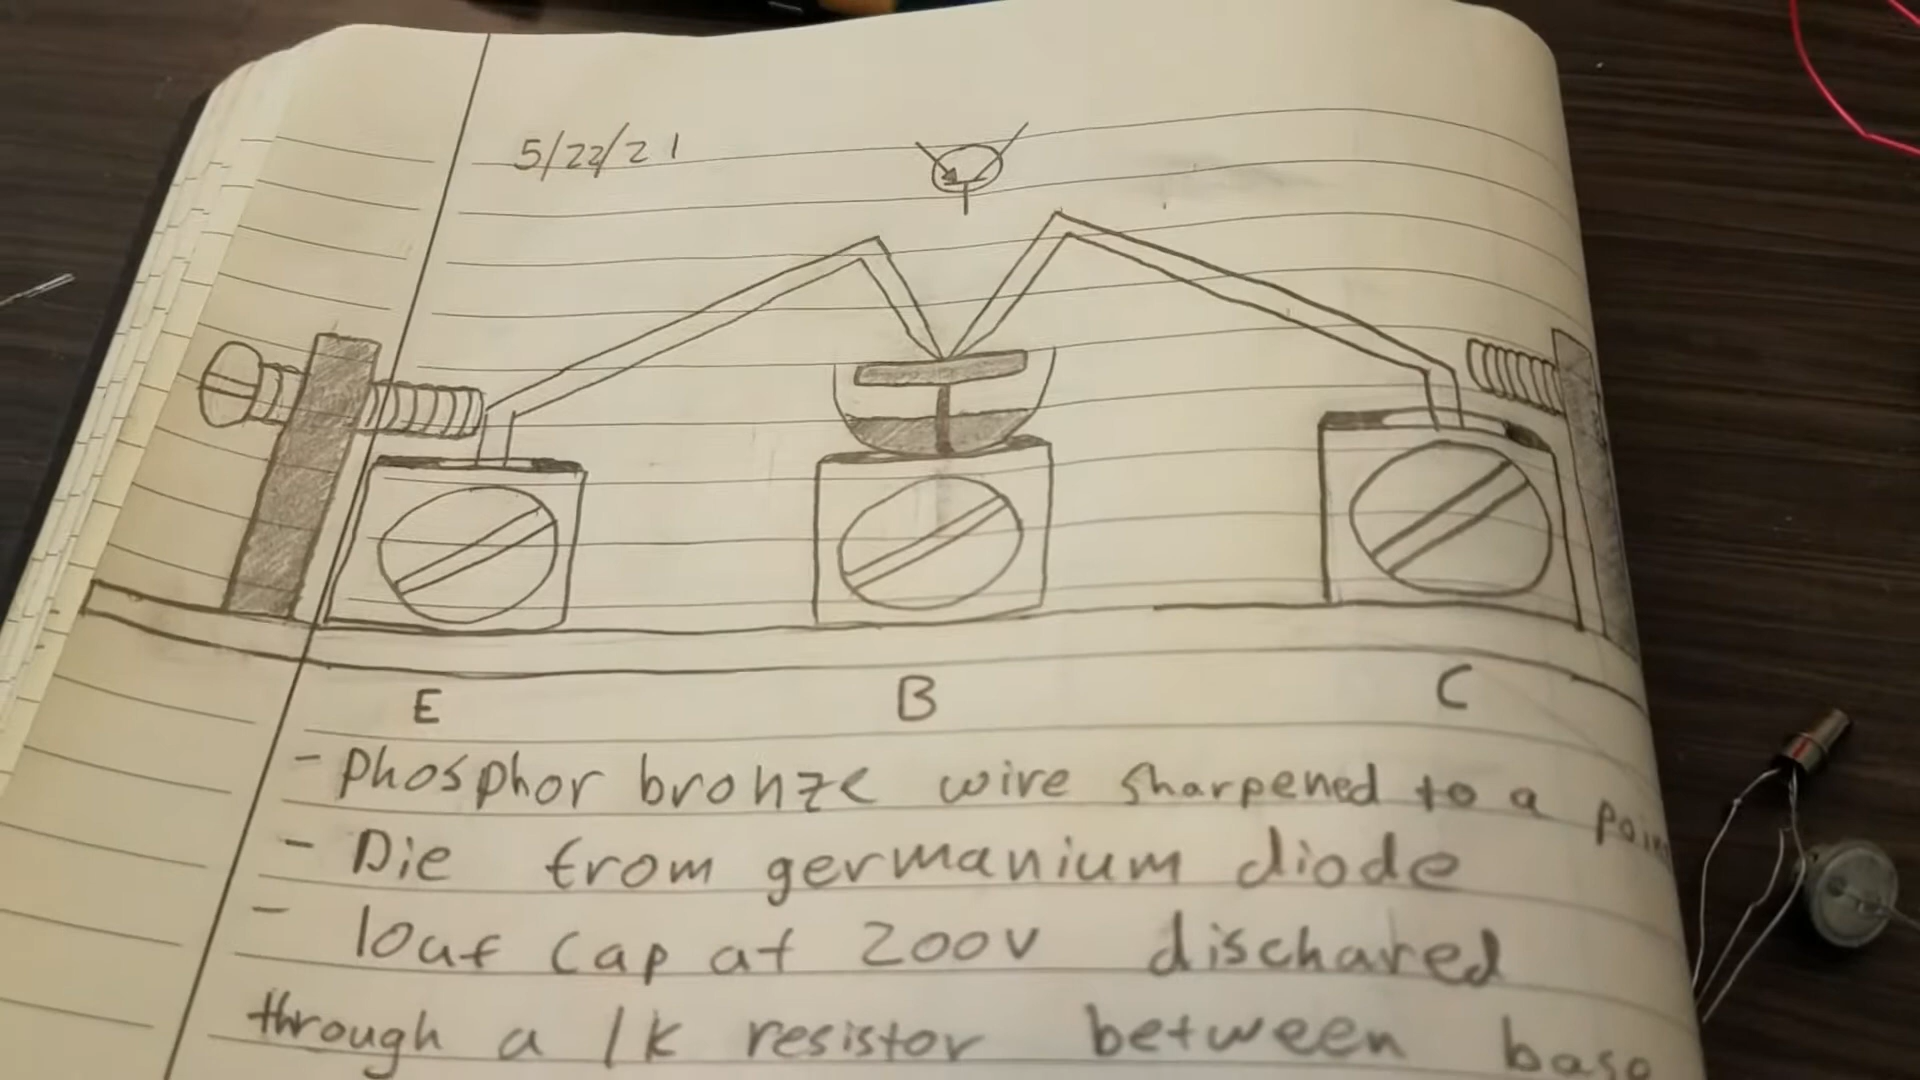 5/22/21
E B C
- phosphor bronze wire sharpened to a
- Die from germanium diode
- 10uf cap at 200v dischared
through a 1k resistor between base